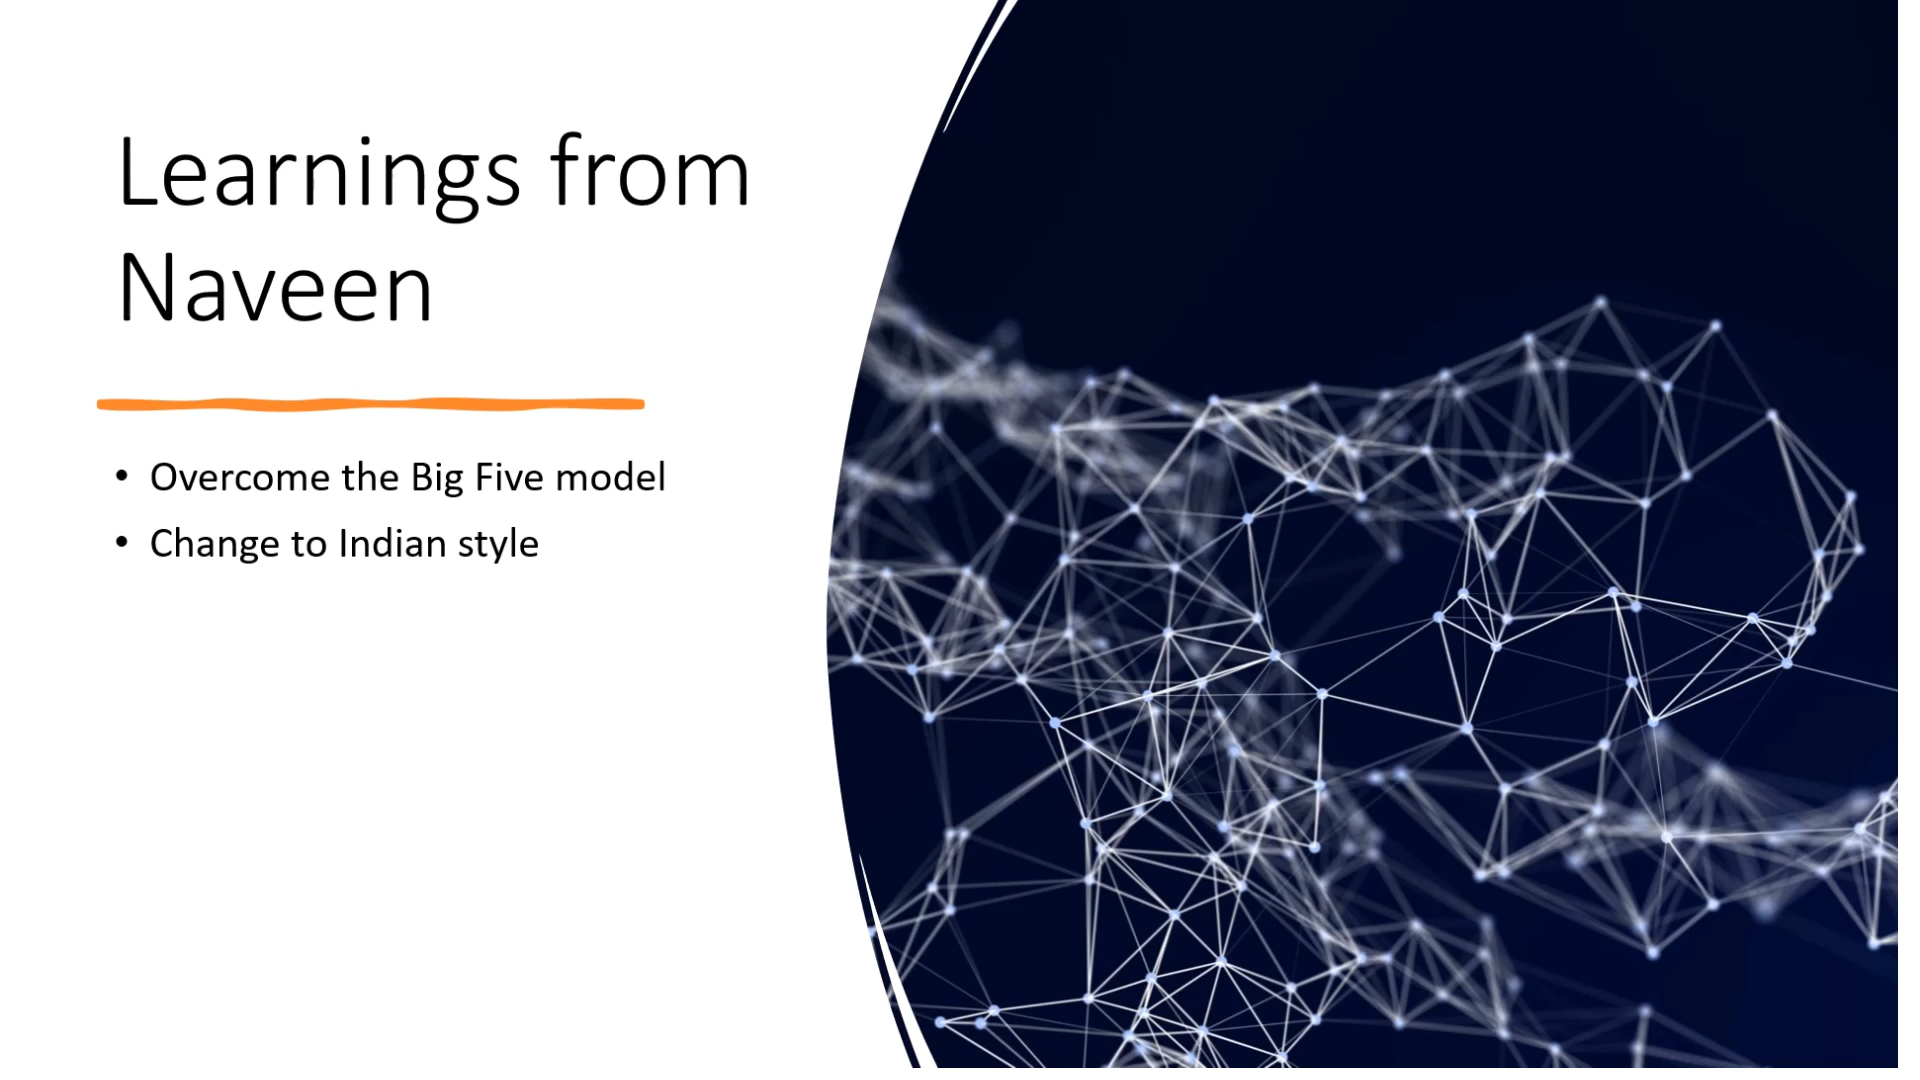 Learnings from
Naveen
• Overcome the Big Five model
• Change to Indian style